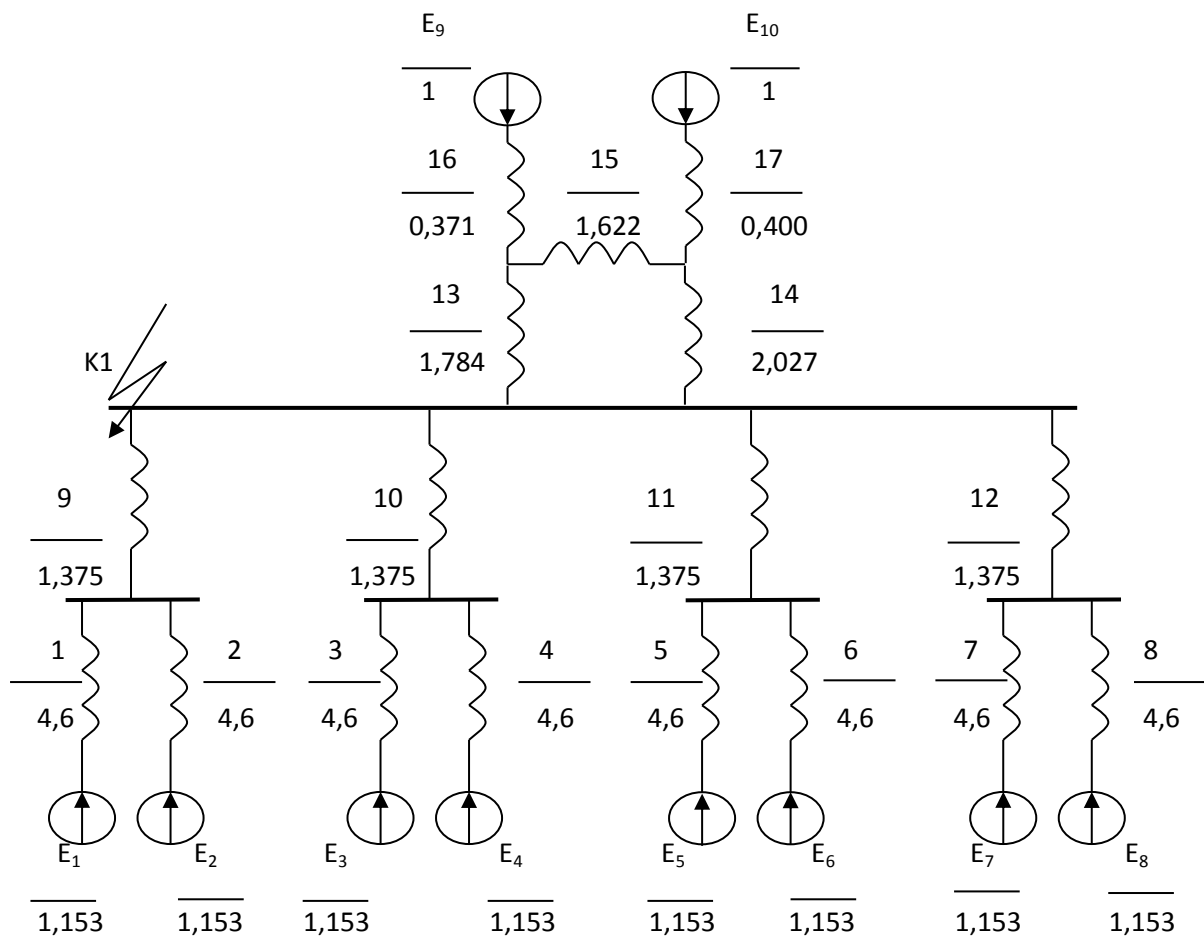 E₉ E₁₀
1 1
16 15 17
0,371 1,622 0,400
13 14
K1 1,784 2,027
9 10 11 12
1,375 1,375 1,375 1,375
1 2 3 4 5 6 7 8
4,6 4,6 4,6 4,6 4,6 4,6 4,6 4,6
E₁ E₂ E₃ E₄ E₅ E₆ E₇ E₈
1,153 1,153 1,153 1,153 1,153 1,153 1,153 1,153